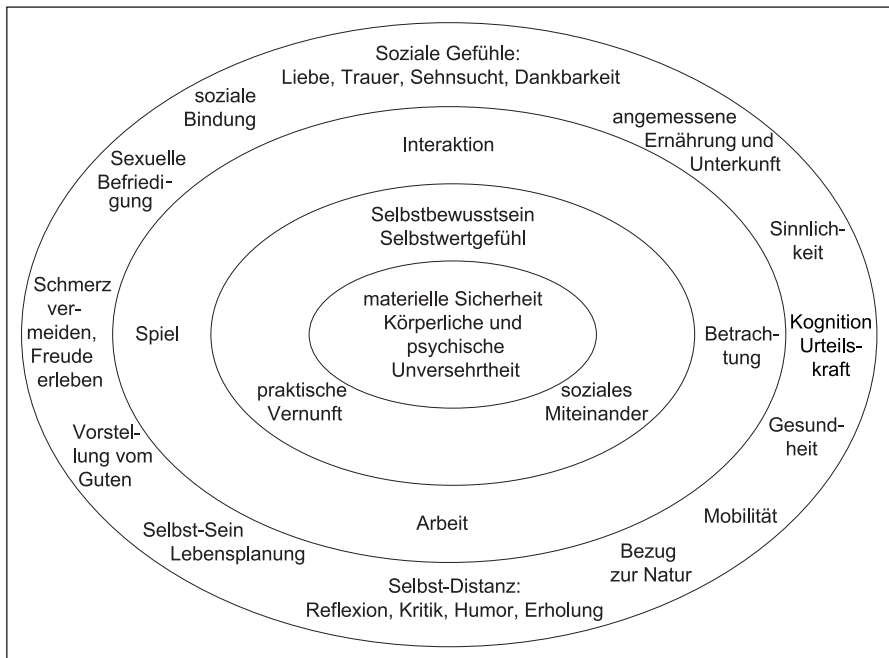 Soziale Gefühle:
Liebe, Trauer, Sehnsucht, Dankbarkeit
soziale
Bindung
angemessene
Ernährung und
Unterkunft
Interaktion
Sexuelle
Befriedi-
gung
Selbstbewusstsein
Selbstwertgefühl
Sinnlich-
keit
Schmerz
ver-
meiden,
Freude
erleben
Spiel
materielle Sicherheit
Körperliche und
psychische
Unversehrtheit
Betrach-
tung
Kognition
Urteils-
kraft
praktische
Vernunft
soziales
Miteinander
Vorstel-
lung vom
Guten
Gesund-
heit
Selbst-Sein
Lebensplanung
Arbeit
Mobilität
Bezug
zur Natur
Selbst-Distanz:
Reflexion, Kritik, Humor, Erholung